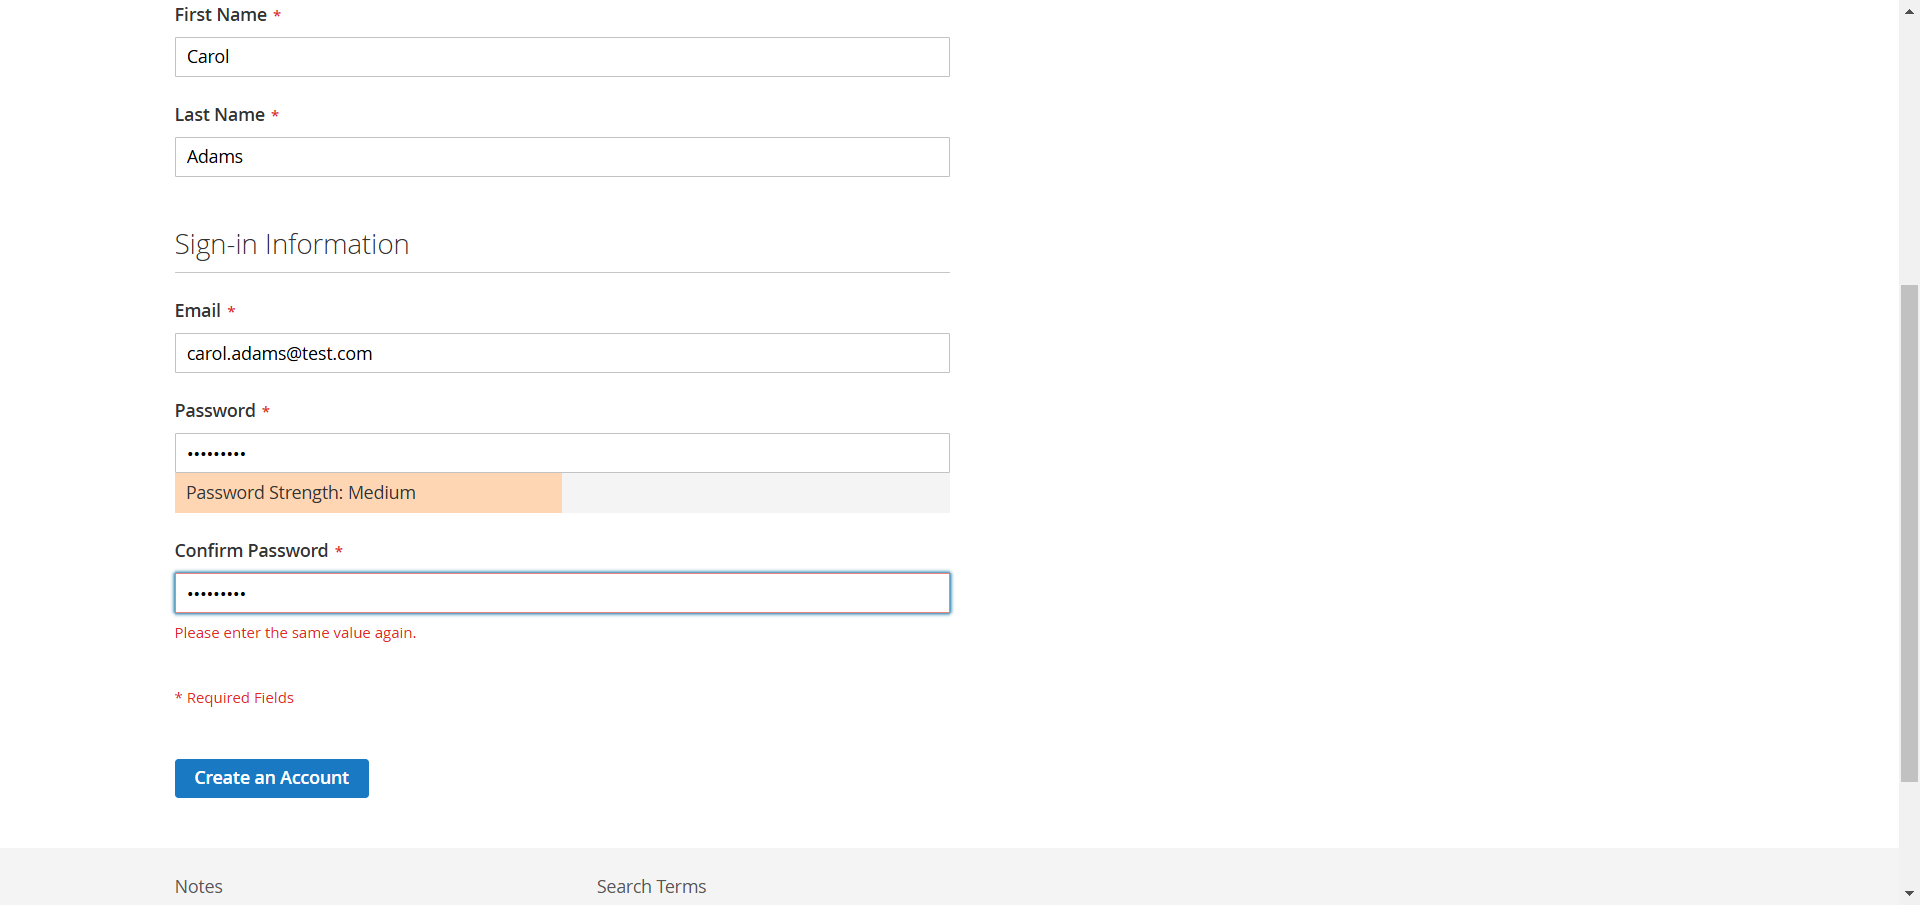 First Name *
Carol
Last Name *
Adams
Sign-in Information
Email *
carol.adams@test.com
Password *
•••••••••
Password Strength: Medium
Confirm Password *
•••••••••
Please enter the same value again.
* Required Fields
Create an Account
Notes
Search Terms